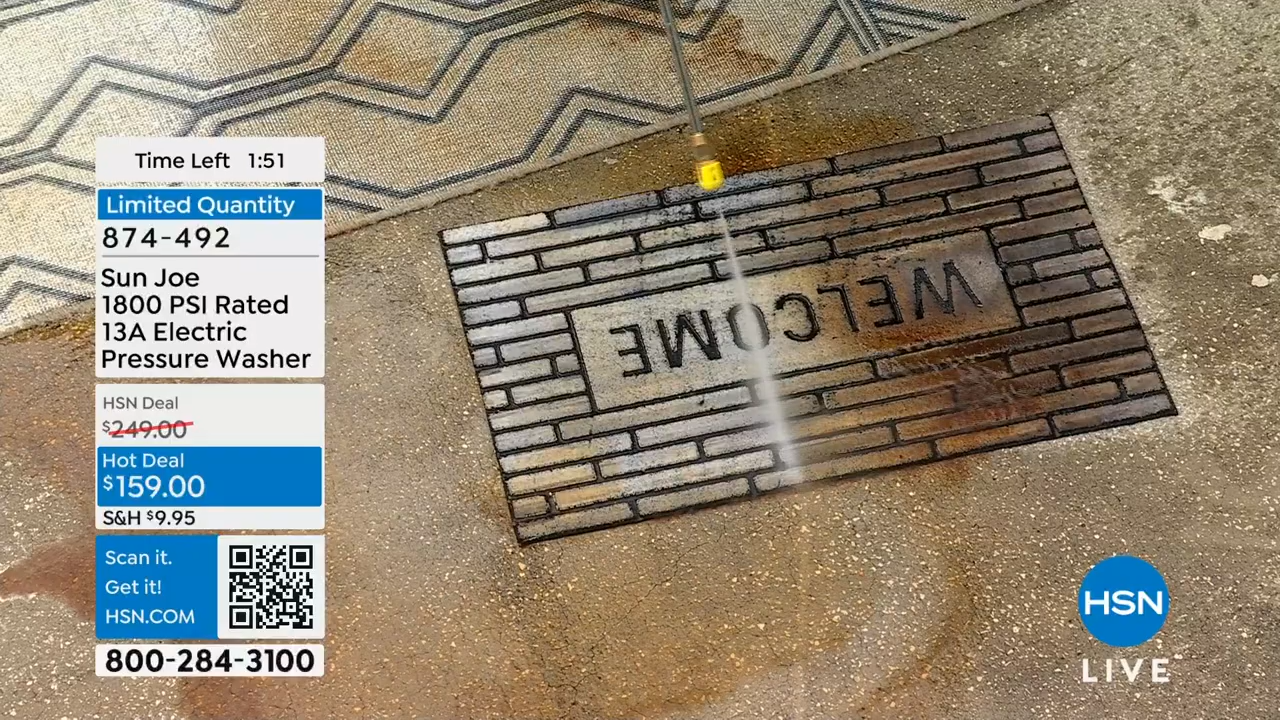 Time Left 1:51
Limited Quantity
874-492
Sun Joe
1800 PSI Rated
13A Electric
Pressure Washer
HSN Deal
$249.00
Hot Deal
$159.00
S&H $9.95
Scan it.
Get it!
HSN.COM
800-284-3100
WELCOME
HSN
LIVE